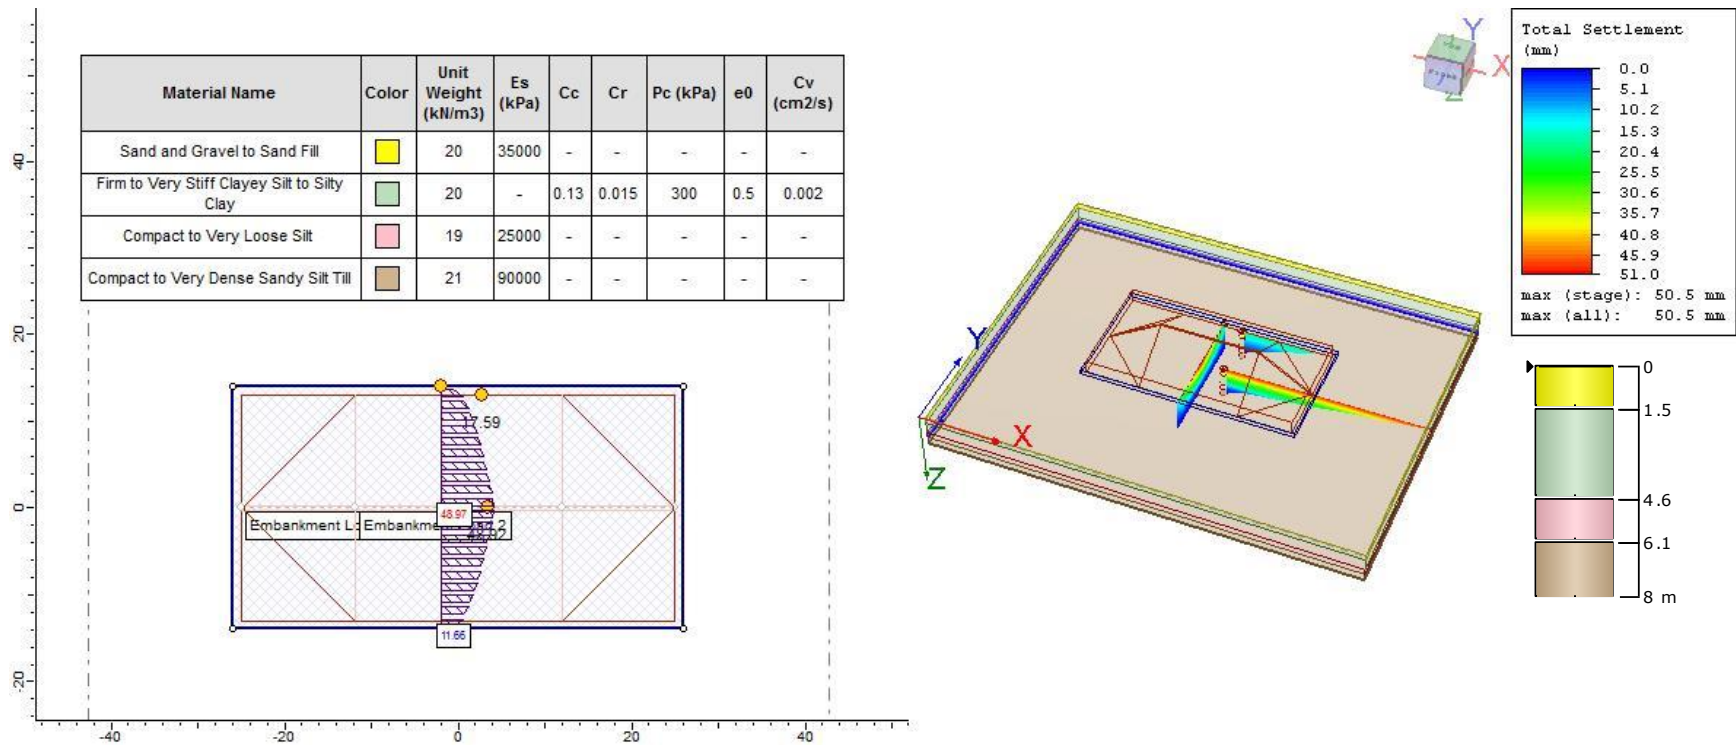 Material Name Color Unit Weight (kN/m3) Es (kPa) Cc Cr Pc (kPa) e0 Cv (cm2/s)
Sand and Gravel to Sand Fill 20 35000 - - - - -
Firm to Very Stiff Clayey Silt to Silty Clay 20 - 0.13 0.015 300 0.5 0.002
Compact to Very Loose Silt 19 25000 - - - - -
Compact to Very Dense Sandy Silt Till 21 90000 - - - - -
40
20
0
-20
-40
-20
0
20
40
17.59
48.97
Embankment
Embankme
2
11.66
Y
X
Z
Y
X
Z
Total Settlement
(mm)
0.0
5.1
10.2
15.3
20.4
25.5
30.6
35.7
40.8
45.9
51.0
max (stage): 50.5 mm
max (all): 50.5 mm
0
1.5
4.6
6.1
8 m